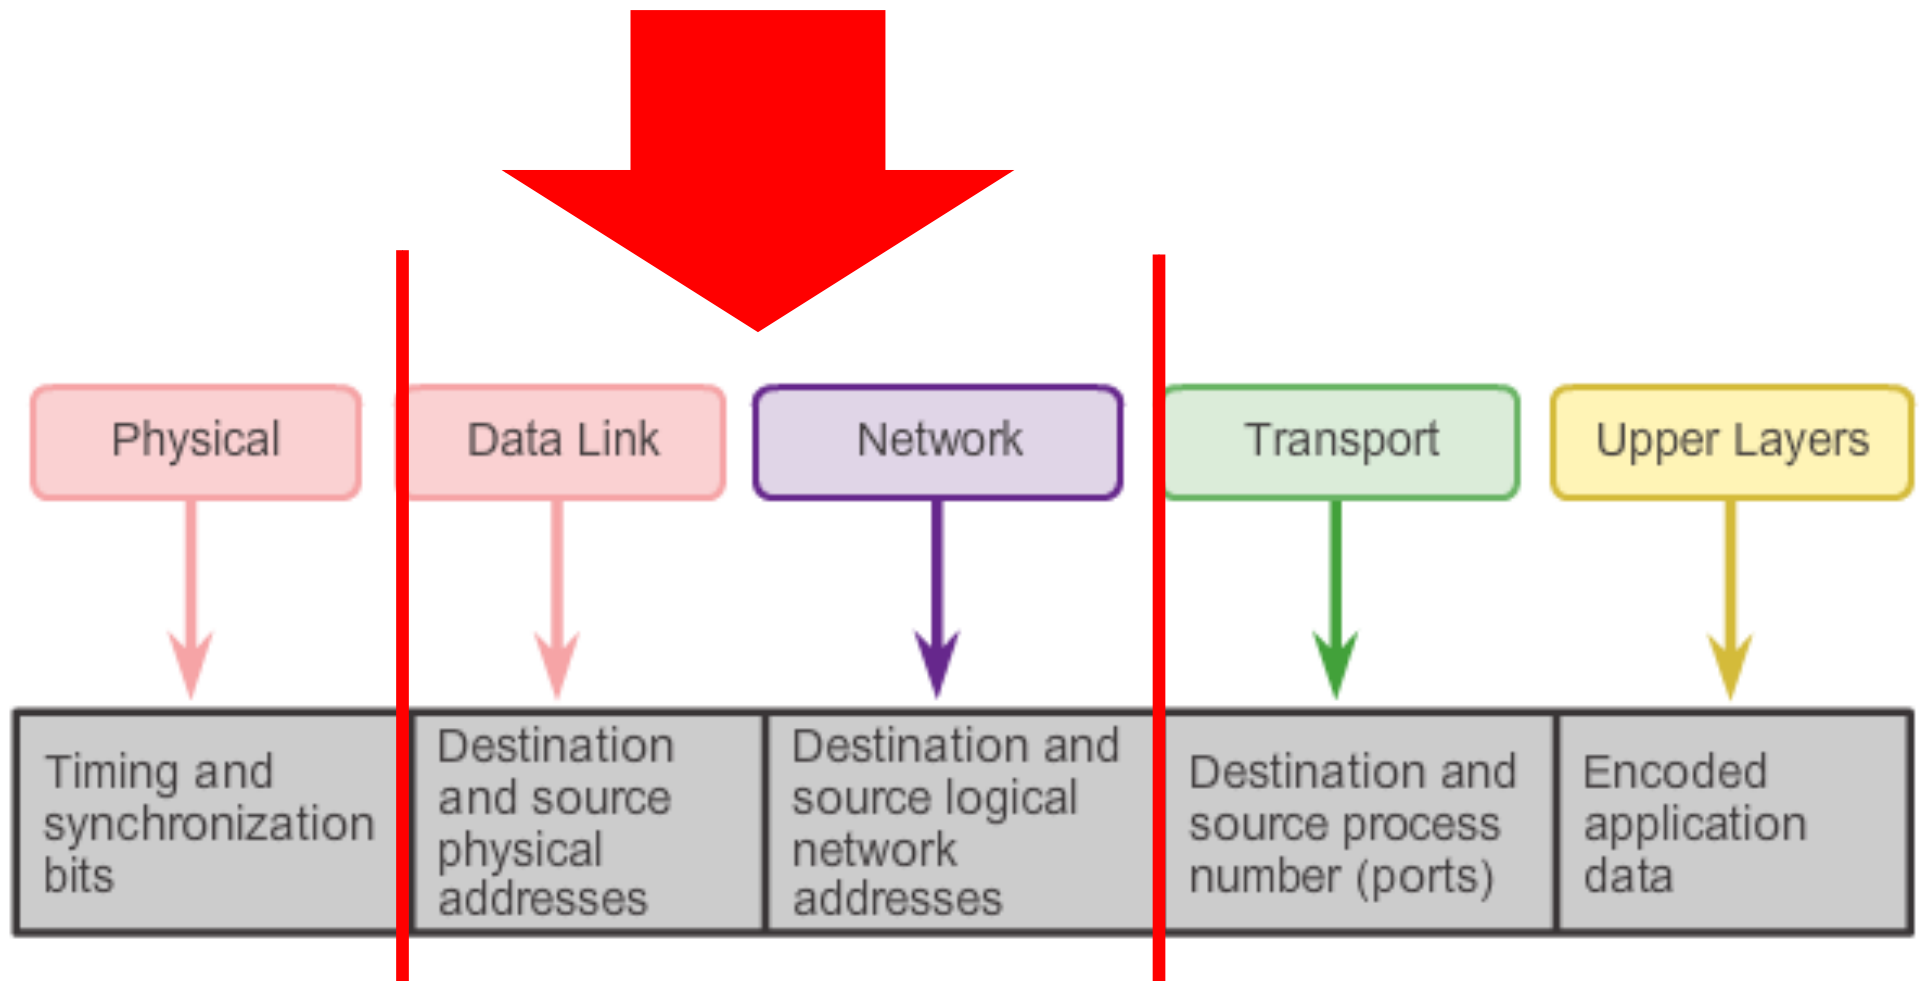 Physical
Data Link
Network
Transport
Upper Layers
Timing and
synchronization
bits
Destination
and source
physical
addresses
Destination and
source logical
network
addresses
Destination and
source process
number (ports)
Encoded
application
data